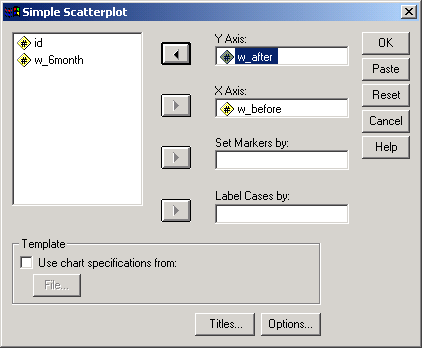 Simple Scatterplot
id
w_6month
Y Axis:
w_after
X Axis:
w_before
Set Markers by:
Label Cases by:
OK
Paste
Reset
Cancel
Help
Template
Use chart specifications from:
File...
Titles...
Options...